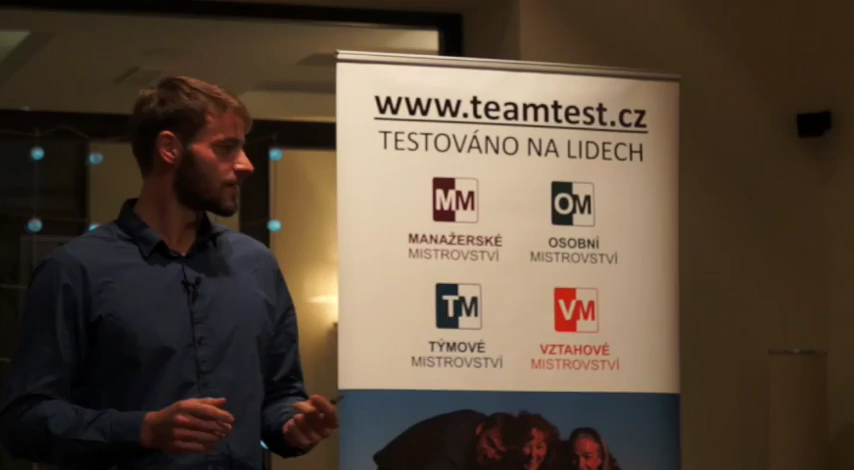 www.teamtest.cz
TESTOVÁNO NA LIDECH
MM
OM
MANAŽERSKÉ
MISTROVSTVÍ
OSOBNÍ
MISTROVSTVÍ
TM
VM
TÝMOVÉ
MISTROVSTVÍ
VZTAHOVÉ
MISTROVSTVÍ